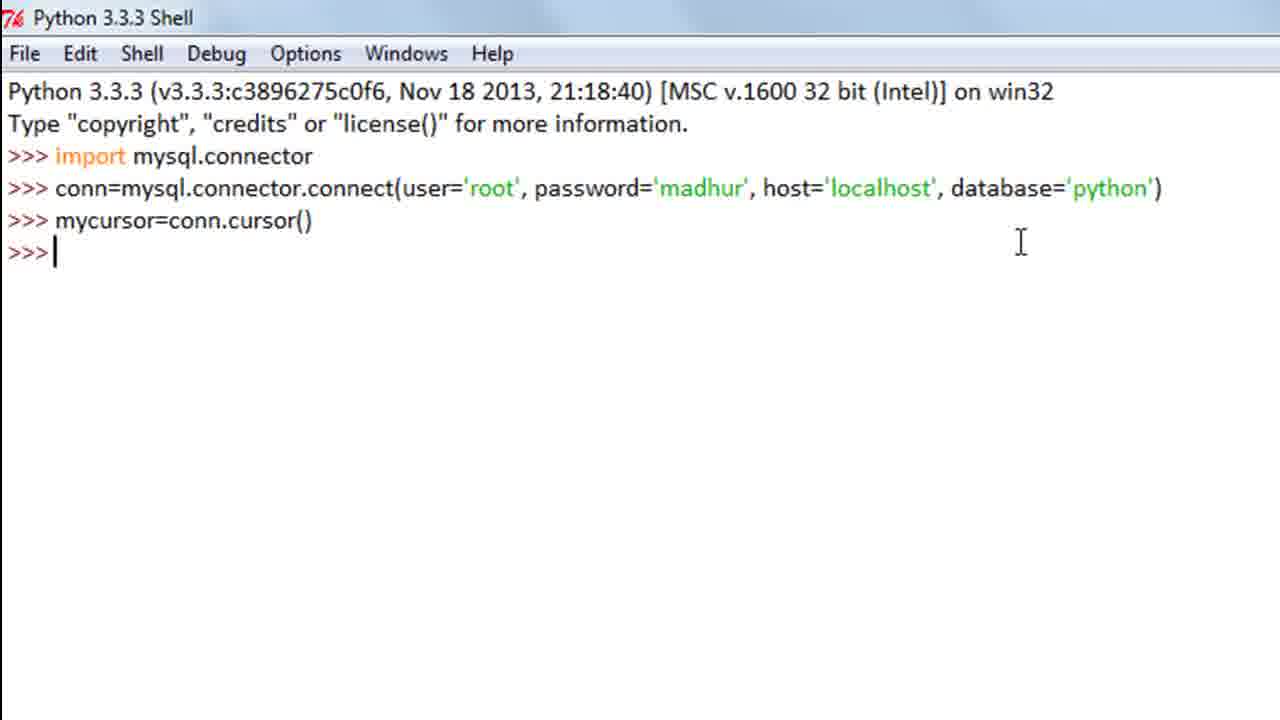 Python 3.3.3 Shell
File Edit Shell Debug Options Windows Help
Python 3.3.3 (v3.3.3:c3896275c0f6, Nov 18 2013, 21:18:40) [MSC v.1600 32 bit (Intel)] on win32
Type "copyright", "credits" or "license()" for more information.
>>> import mysql.connector
>>> conn=mysql.connector.connect(user='root', password='madhur', host='localhost', database='python')
>>> mycursor=conn.cursor()
>>>